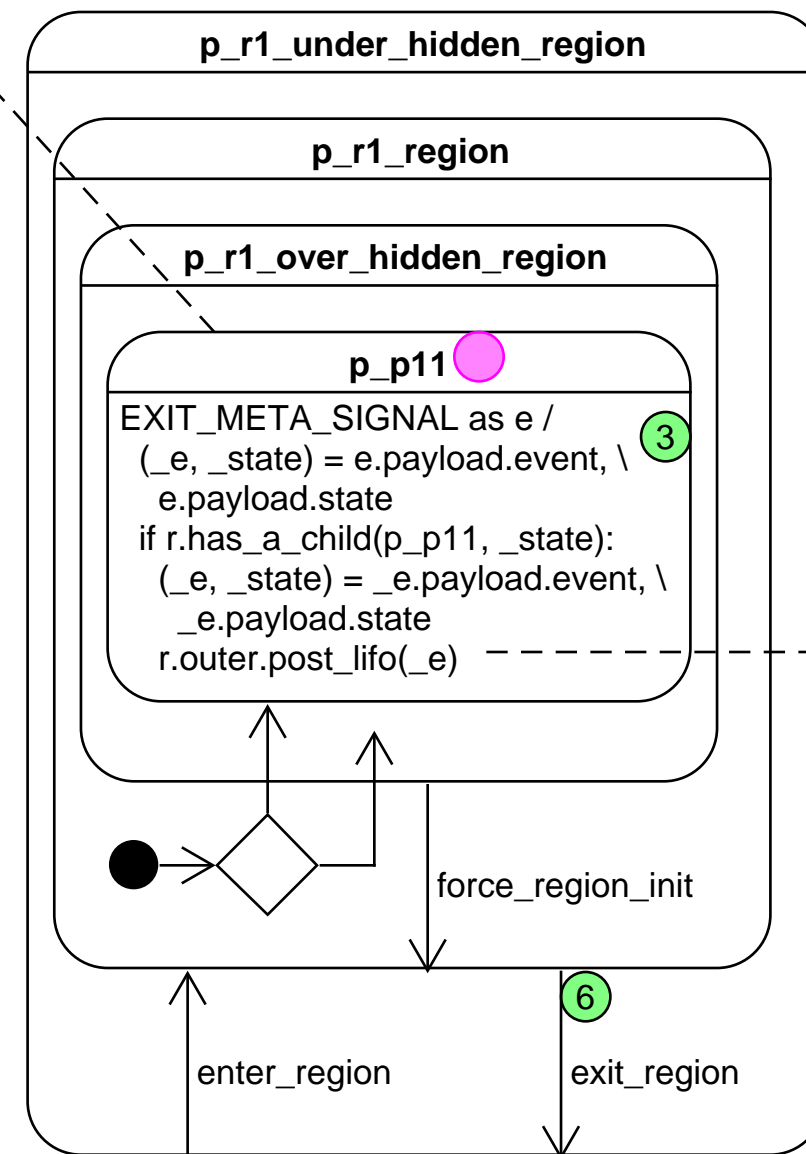 p_r1_under_hidden_region
p_r1_region
p_r1_over_hidden_region
p_p11
EXIT_META_SIGNAL as e /
(_e, _state) = e.payload.event, \
e.payload.state
if r.has_a_child(p_p11, _state):
(_e, _state) = _e.payload.event, \
_e.payload.state
r.outer.post_lifo(_e)
3
force_region_init
6
enter_region
exit_region